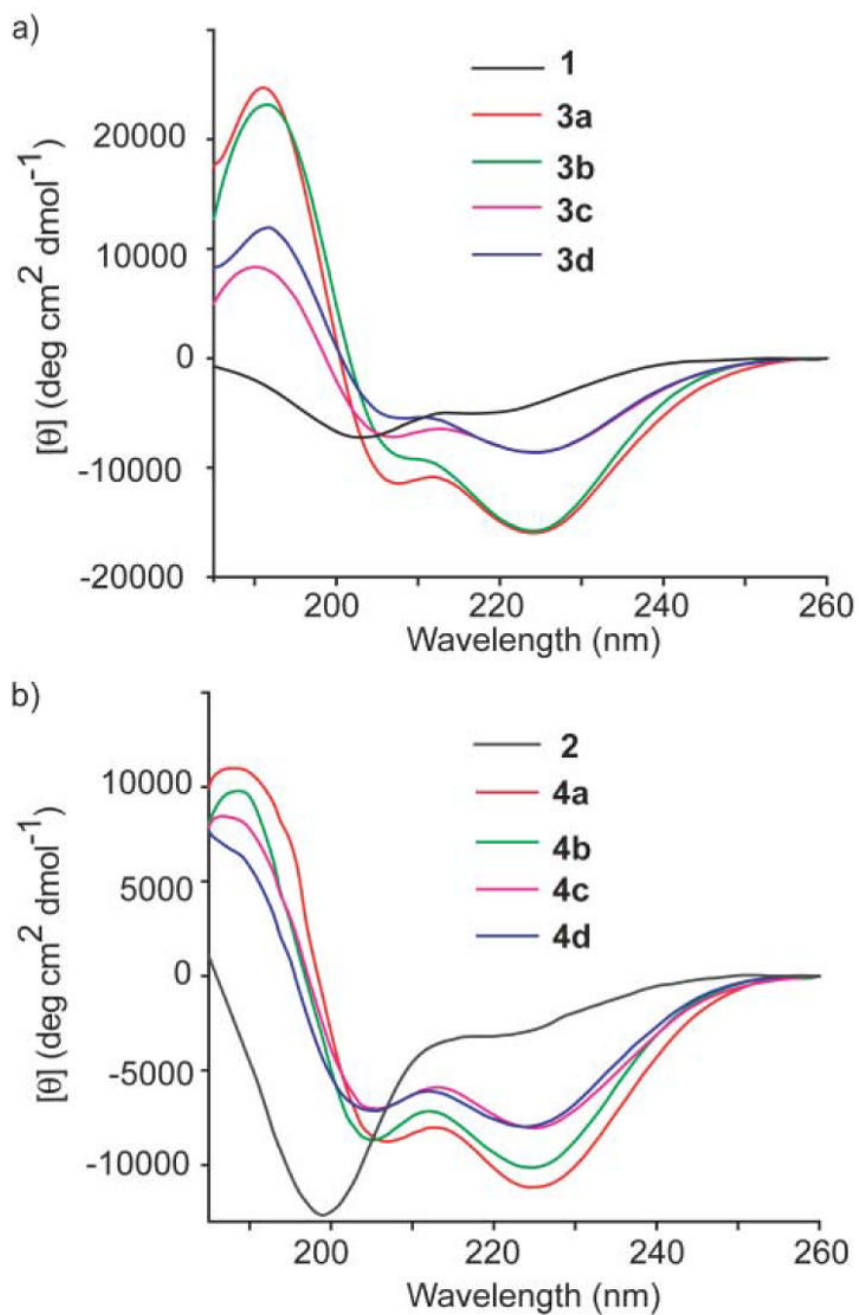 a)
1
3a
3b
3c
3d
20000
10000
0
-10000
-20000
[θ] (deg cm² dmol⁻¹)
200 220 240 260
Wavelength (nm)
b)
2
4a
4b
4c
4d
10000
5000
0
-5000
-10000
[θ] (deg cm² dmol⁻¹)
200 220 240 260
Wavelength (nm)